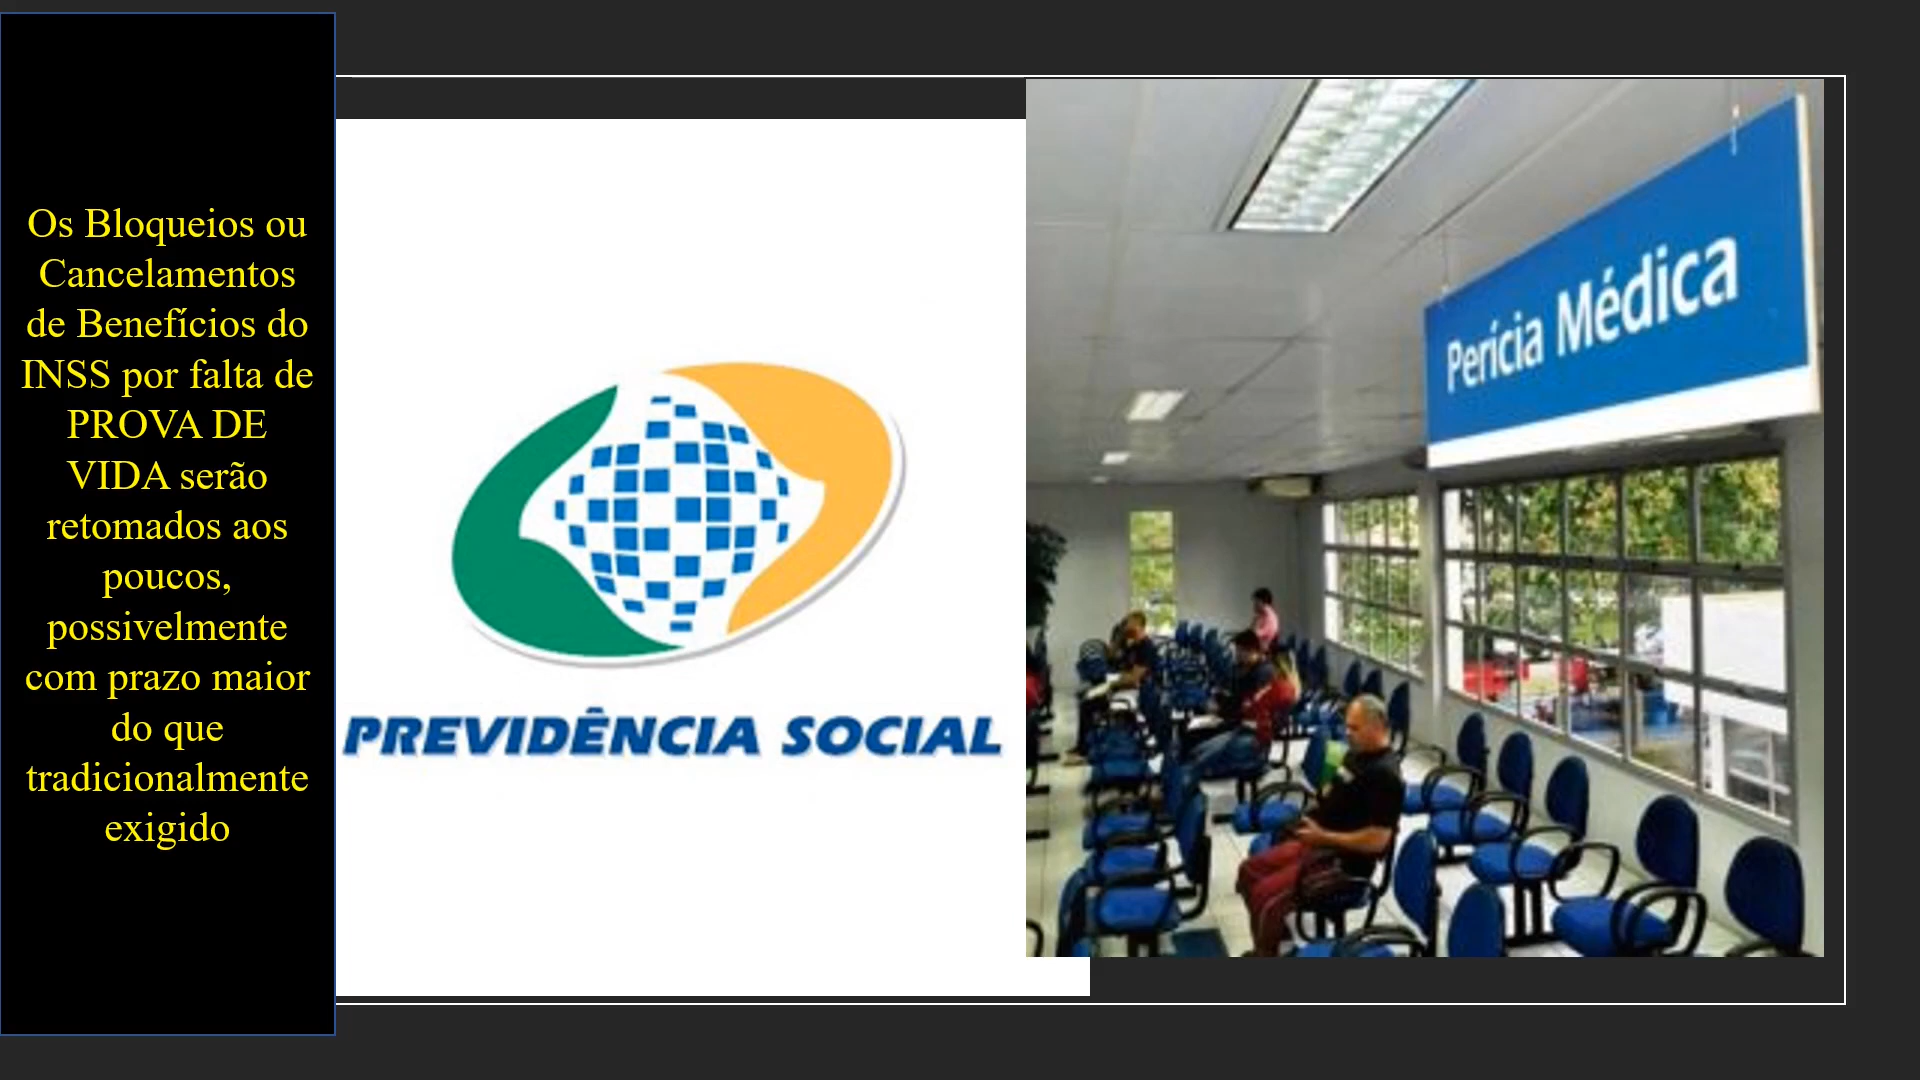 Os Bloqueios ou
Cancelamentos
de Benefícios do
INSS por falta de
PROVA DE
VIDA serão
retomados aos
poucos,
possivelmente
com prazo maior
do que
tradicionalmente
exigido
PREVIDÊNCIA SOCIAL
Perícia Médica